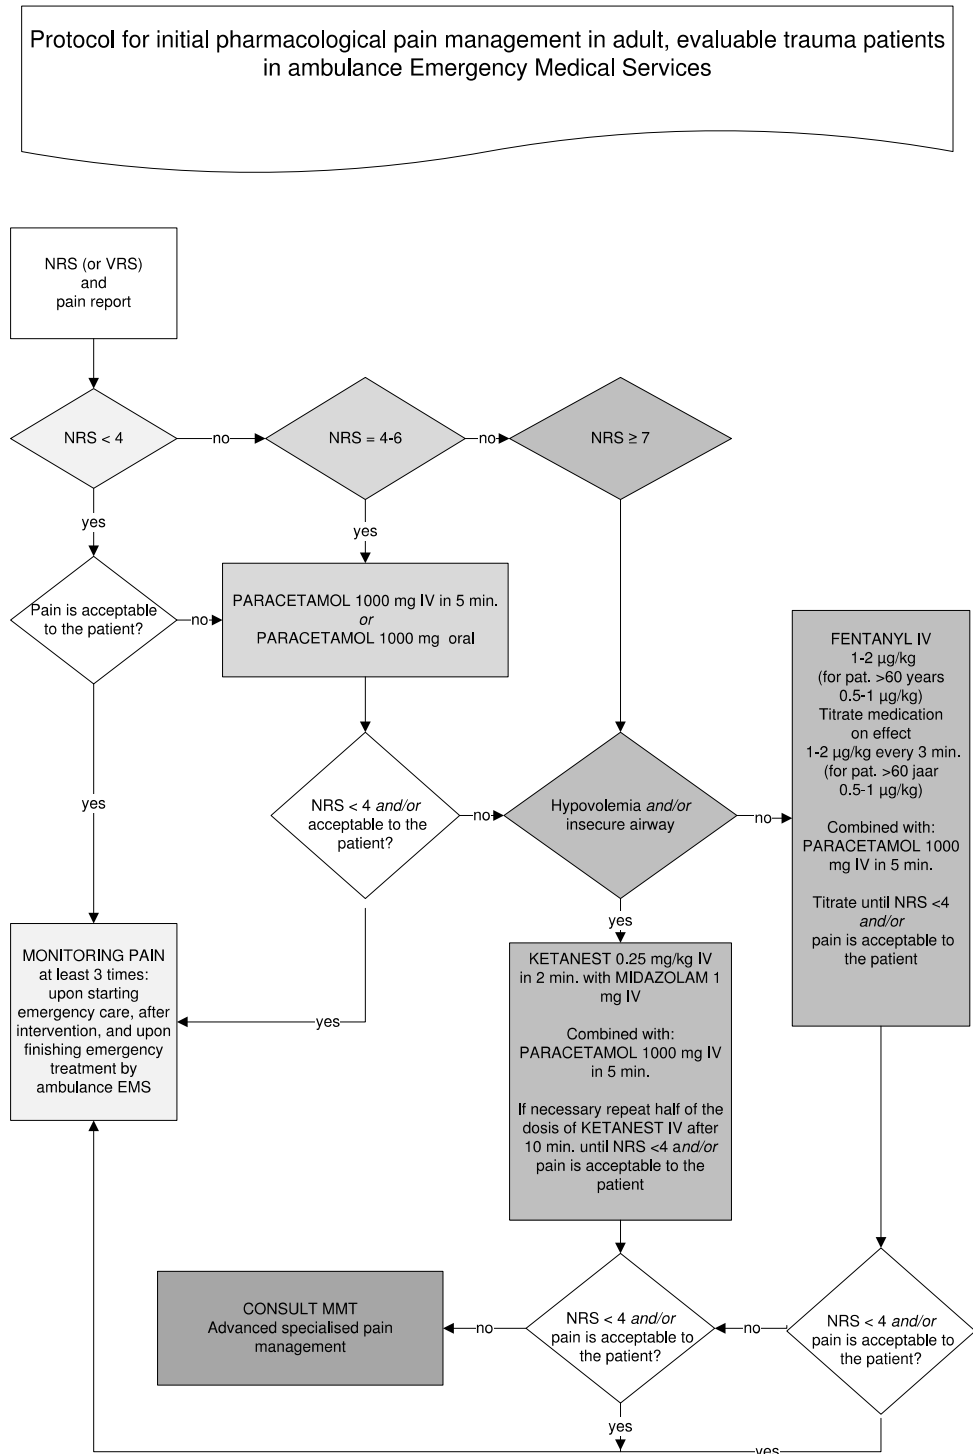 Protocol for initial pharmacological pain management in adult, evaluable trauma patients
in ambulance Emergency Medical Services
NRS (or VRS)
and
pain report
NRS < 4
no
NRS = 4-6
no
NRS ≥ 7
yes
yes
Pain is acceptable
to the patient?
no
PARACETAMOL 1000 mg IV in 5 min.
or
PARACETAMOL 1000 mg oral
FENTANYL IV
1-2 µg/kg
(for pat. >60 years
0.5-1 µg/kg)
Titrate medication
on effect
1-2 µg/kg every 3 min.
(for pat. >60 jaar
0.5-1 µg/kg)
Combined with:
PARACETAMOL 1000
mg IV in 5 min.
Titrate until NRS <4
and/or
pain is acceptable to
the patient
yes
NRS < 4 and/or
acceptable to the
patient?
no
Hypovolemia and/or
insecure airway
no
yes
MONITORING PAIN
at least 3 times:
upon starting
emergency care, after
intervention, and upon
finishing emergency
treatment by
ambulance EMS
yes
KETANEST 0.25 mg/kg IV
in 2 min. with MIDAZOLAM 1
mg IV
Combined with:
PARACETAMOL 1000 mg IV
in 5 min.
If necessary repeat half of the
dosis of KETANEST IV after
10 min. until NRS <4 and/or
pain is acceptable to the
patient
CONSULT MMT
Advanced specialised pain
management
no
NRS < 4 and/or
pain is acceptable to
the patient?
no
NRS < 4 and/or
pain is acceptable to
the patient?
yes
yes